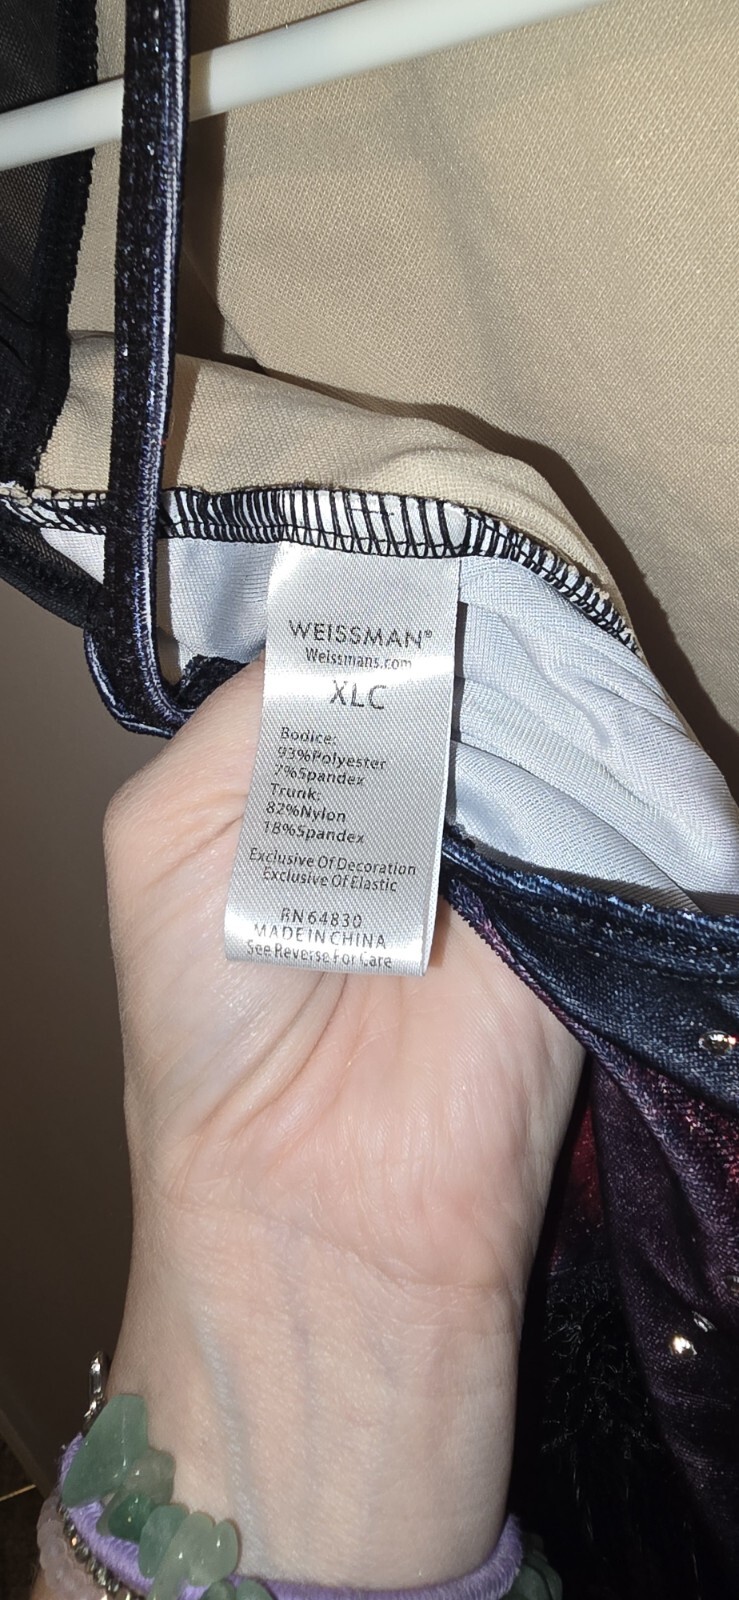 WEISSMAN®
Weissmans.com
XLC
Bodice:
93%Polyester
7%Spandex
Trunk:
82%Nylon
18%Spandex
Exclusive Of Decoration
Exclusive Of Elastic
RN 64830
MADE IN CHINA
See Reverse For Care